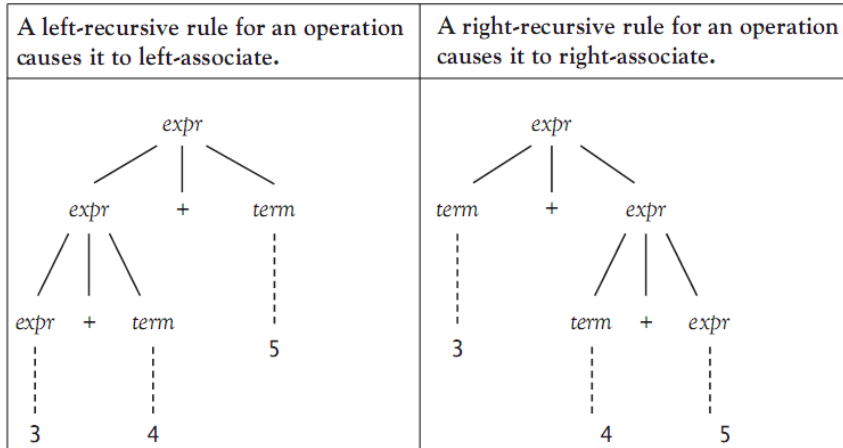 A left-recursive rule for an operation
causes it to left-associate.
expr
expr + term
expr + term
5
3 4
A right-recursive rule for an operation
causes it to right-associate.
expr
term + expr
term + expr
3
4 5